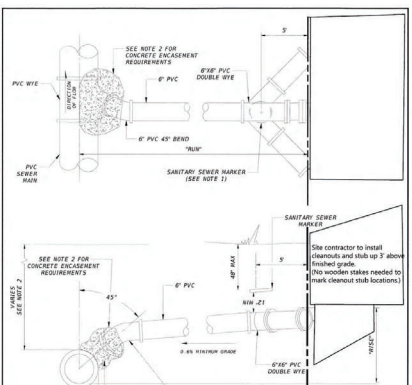 5'
SEE NOTE 2 FOR
CONCRETE ENCASEMENT
REQUIREMENTS
6"X6" PVC
DOUBLE WYE
6" PVC
PVC WYE
DIRECTION
OF FLOW
6" PVC 45° BEND
"RUN"
PVC
SEWER
MAIN
SANITARY SEWER MARKER
(SEE NOTE 1)
SANITARY SEWER
MARKER
SEE NOTE 2 FOR
CONCRETE ENCASEMENT
REQUIREMENTS
48" MAX
5'
Site contractor to install
cleanouts and stub up 3' above
finished grade.
(No wooden stakes needed to
mark cleanout stub locations.)
VARIES
SEE NOTE 2
45°
6" PVC
12" MIN
0.6% MINIMUM GRADE
6"X6" PVC
DOUBLE WYE
"RISE"